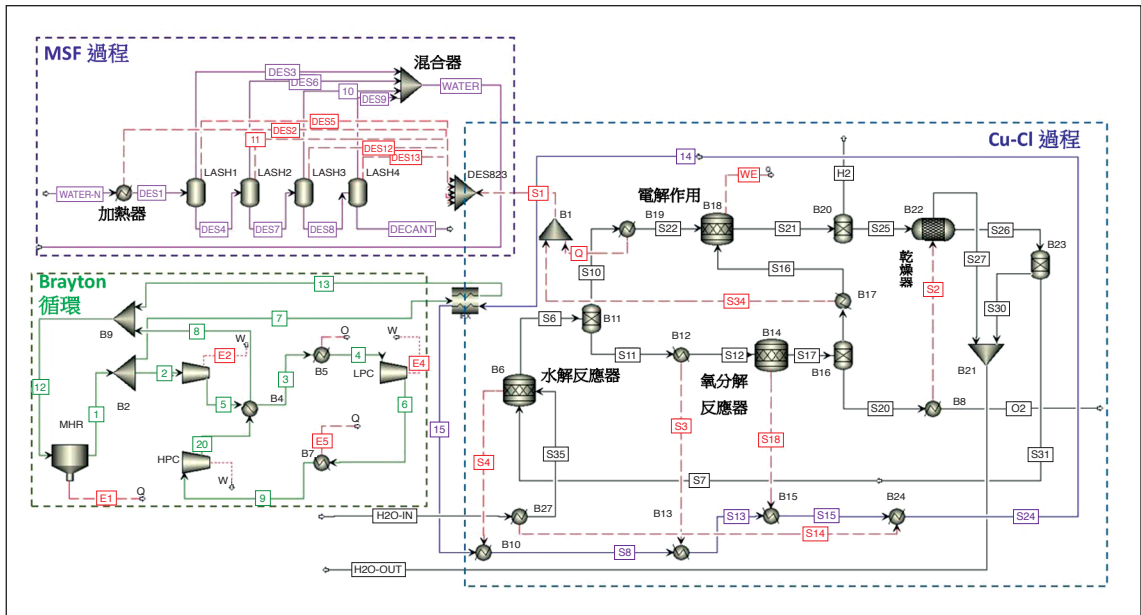 MSF 過程
混合器
DES3
DES6
WATER
10
DES9
DES5
DES2
11
DES12
DES13
LASH1
LASH2
LASH3
LASH4
DES823
WATER-N
DES1
加熱器
DES4
DES7
DES8
DECANT
Cu-Cl 過程
14
S1
B1
Q
S10
B19
S22
電解作用
B18
WE
S21
H2
B20
S25
B22
乾燥器
S26
S27
B23
S2
S30
S16
B17
S34
S6
B11
S11
B12
S12
B14
S17
B16
B21
B6
水解反應器
氧分解
反應器
S20
B8
O2
S3
S18
S4
S35
S7
S31
H2O-IN
B27
B13
S13
B15
S15
B24
S24
S14
B10
S8
H2O-OUT
Brayton
循環
13
7
B9
8
E2
W
Q
W
B2
2
B4
3
B5
4
LPC
E4
12
1
5
6
MHR
20
E5
Q
15
HPC
B7
W
E1
Q
9